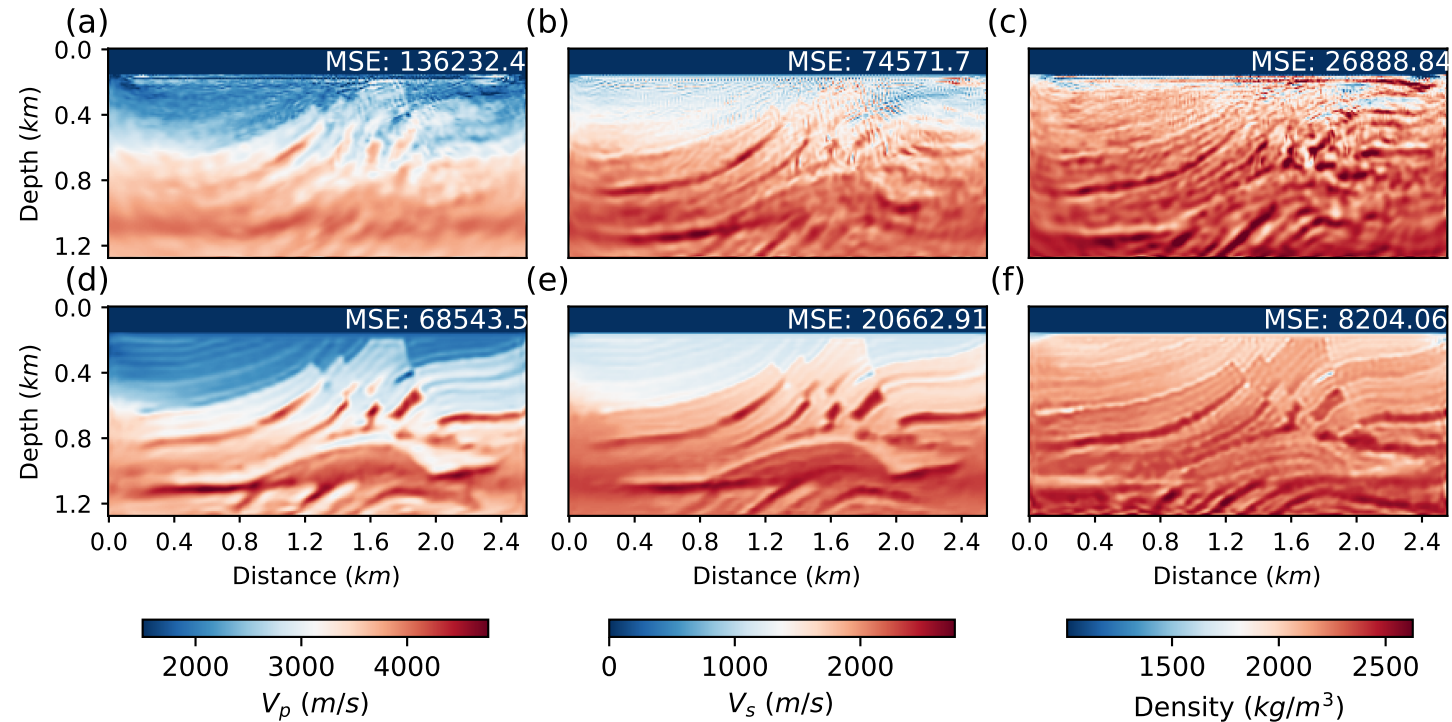 (a) (b) (c)
MSE: 136232.4 MSE: 74571.7 MSE: 26888.84
0.0
0.4
0.8
1.2
Depth (km)
(d) (e) (f)
MSE: 68543.5 MSE: 20662.91 MSE: 8204.06
0.0
0.4
0.8
1.2
Depth (km)
0.0 0.4 0.8 1.2 1.6 2.0 2.4 0.0 0.4 0.8 1.2 1.6 2.0 2.4 0.0 0.4 0.8 1.2 1.6 2.0 2.4
Distance (km) Distance (km) Distance (km)
2000 3000 4000 0 1000 2000 1500 2000 2500
V_p (m/s) V_s (m/s) Density (kg/m³)